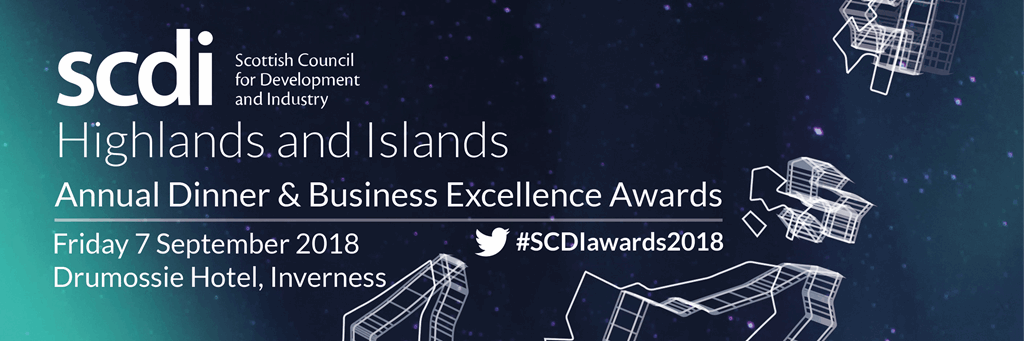 scdi
Scottish Council
for Development
and Industry
Highlands and Islands
Annual Dinner & Business Excellence Awards
Friday 7 September 2018
#SCDIawards2018
Drumossie Hotel, Inverness